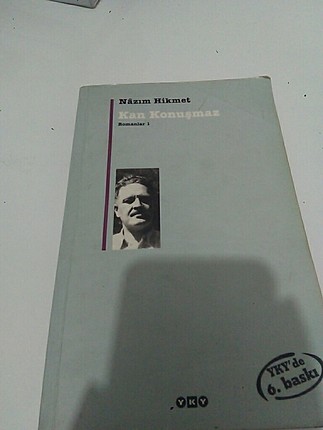 Nâzım Hikmet
Kan Konuşmaz
Romanlar 1
YKY'de
6. baskı
YKY